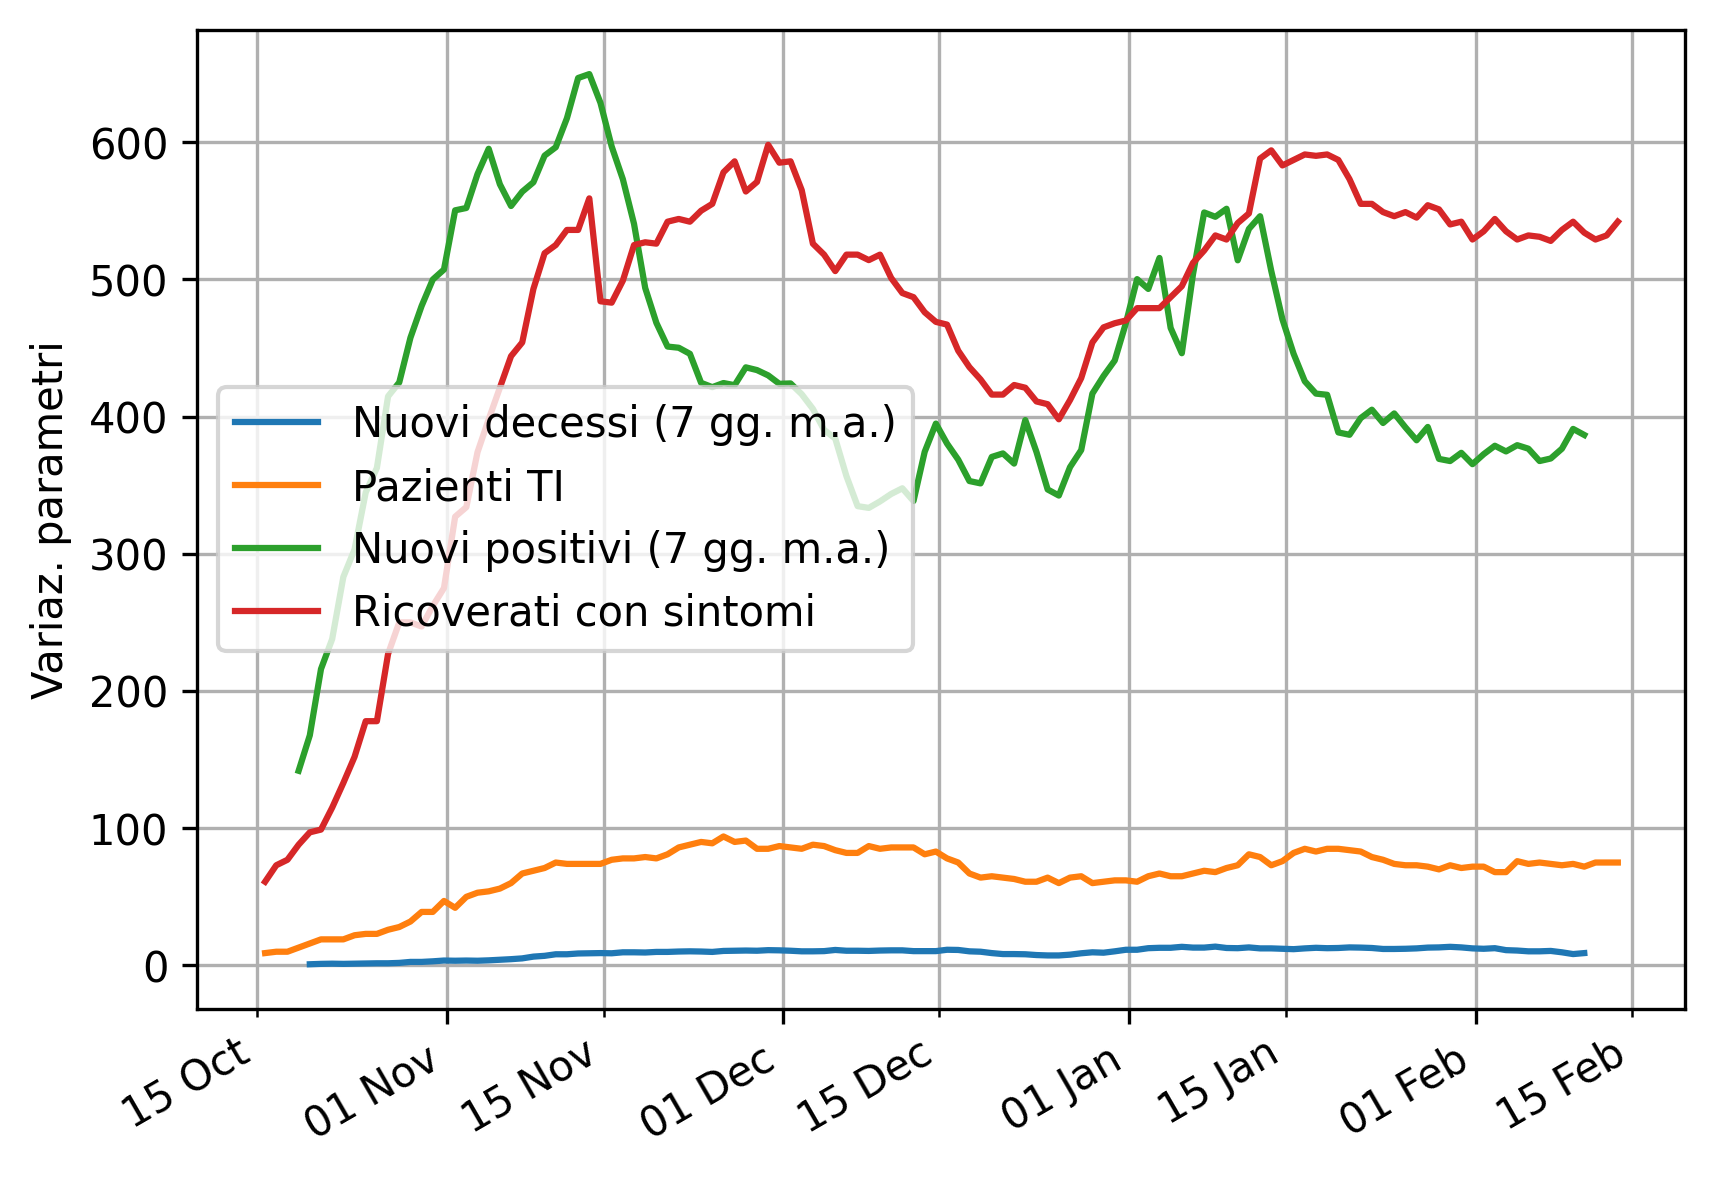 Variaz. parametri
600
500
400
300
200
100
0
Nuovi decessi (7 gg. m.a.)
Pazienti TI
Nuovi positivi (7 gg. m.a.)
Ricoverati con sintomi
15 Oct
01 Nov
15 Nov
01 Dec
15 Dec
01 Jan
15 Jan
01 Feb
15 Feb